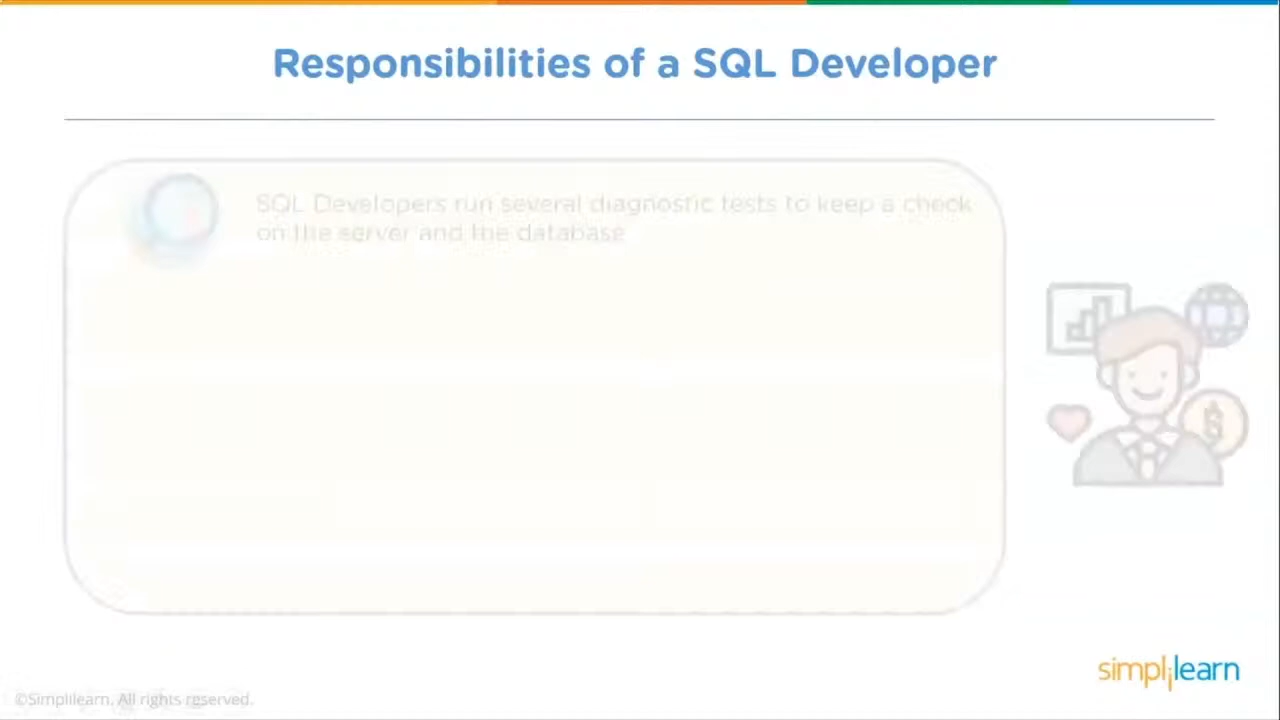 Responsibilities of a SQL Developer
SQL Developers run several diagnostic tests to keep a check
on the server and the database
simplilearn
©Simplilearn. All rights reserved.